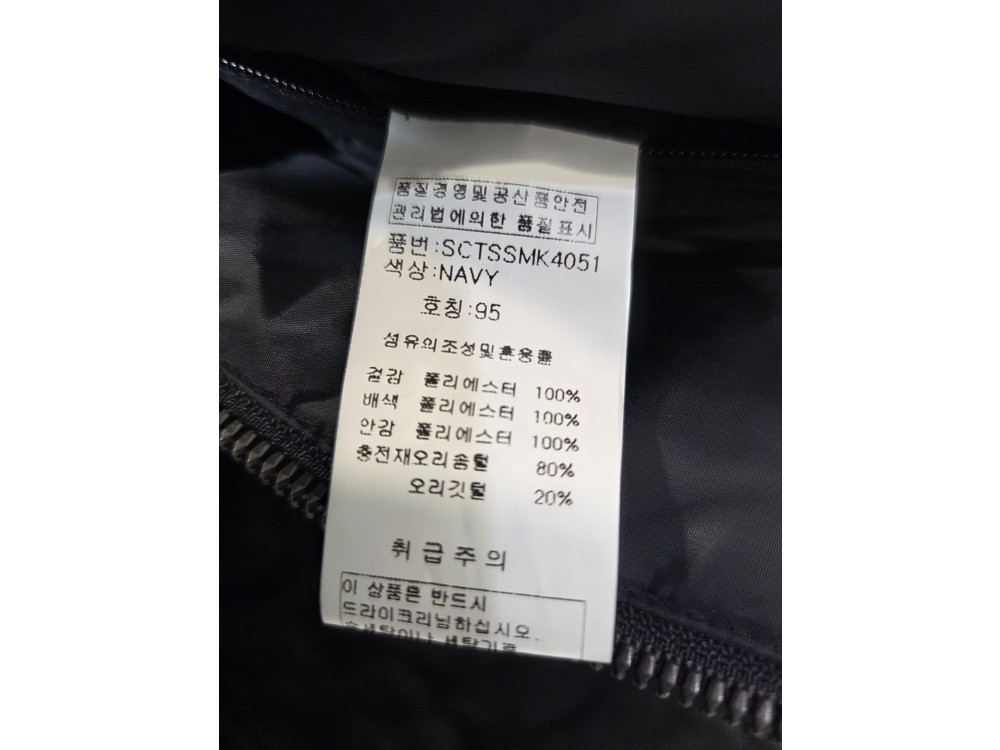 품질경영및공산품안전
관리법에의한 품질표시
품번:SCTSSMK4051
색상:NAVY
호칭:95
섬유의조성및혼용률
겉감 폴리에스터 100%
배색 폴리에스터 100%
안감 폴리에스터 100%
충전재오리솜털 80%
오리깃털 20%
취급주의
이 상품은 반드시
드라이크리닝하십시오.